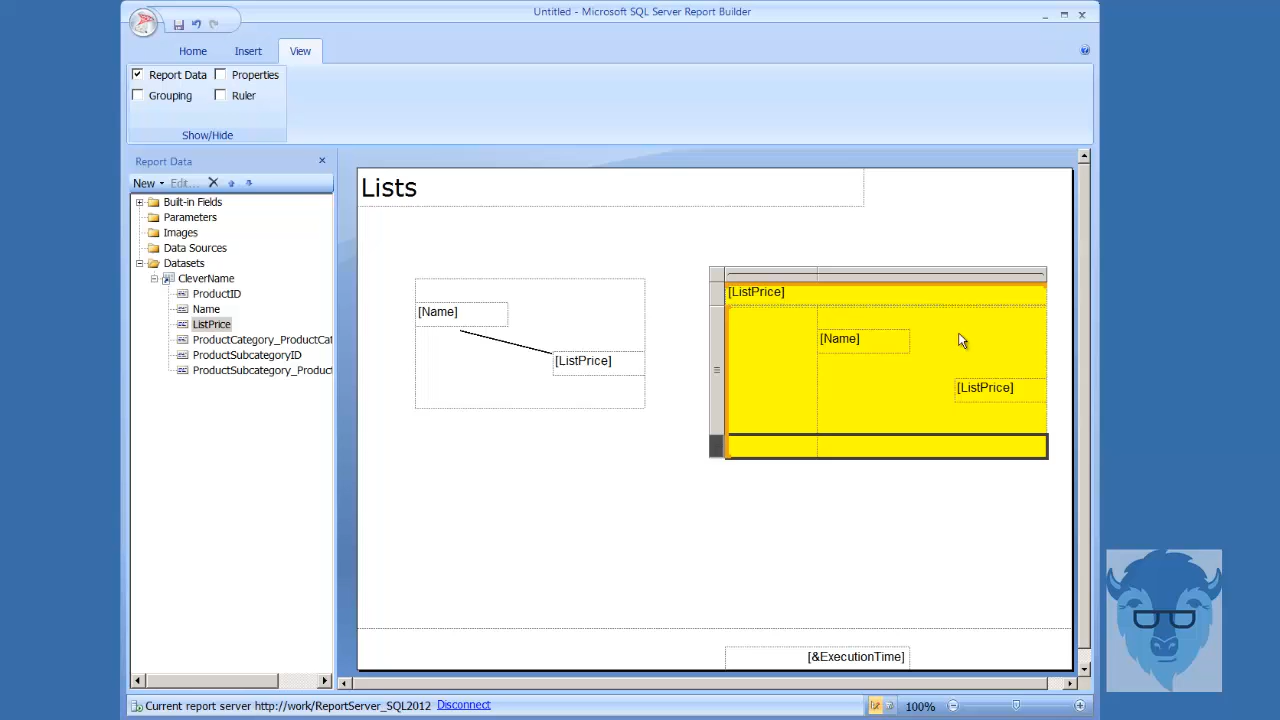 Untitled - Microsoft SQL Server Report Builder
Home
Insert
View
Report Data
Properties
Grouping
Ruler
Show/Hide
Report Data
New
Edit...
Built-in Fields
Parameters
Images
Data Sources
Datasets
CleverName
ProductID
Name
ListPrice
ProductCategory_ProductCat
ProductSubcategoryID
ProductSubcategory_Product
Lists
[Name]
[ListPrice]
[ListPrice]
[Name]
[ListPrice]
[&ExecutionTime]
Current report server http://work/ReportServer_SQL2012
Disconnect
100%